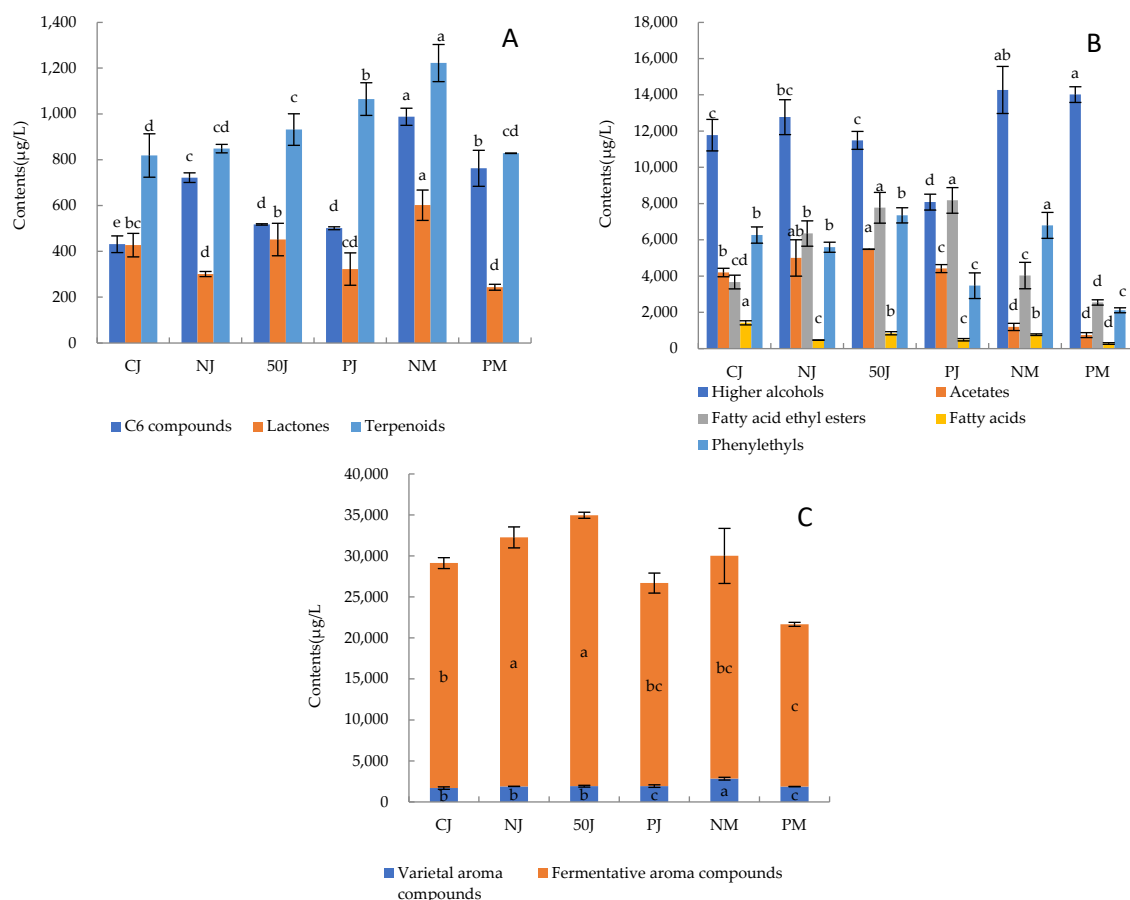 A
Contents(µg/L)
1,400
1,200
1,000
800
600
400
200
0
e bc d
c d cd
d b c
d cd b
a a a
b d cd
CJ NJ 50J PJ NM PM
C6 compounds Lactones Terpenoids
B
Contents(µg/L)
18,000
16,000
14,000
12,000
10,000
8,000
6,000
4,000
2,000
0
c b cd a b
bc ab b c b
c a a b b
d c a c c
ab d c b b
a d d d c
CJ NJ 50J PJ NM PM
Higher alcohols Acetates
Fatty acid ethyl esters Fatty acids
Phenylethyls
C
Contents(µg/L
40,000
35,000
30,000
25,000
20,000
15,000
10,000
5,000
0
b a a bc bc c
b b b c a c
CJ NJ 50J PJ NM PM
Varietal aroma Fermentative aroma compounds
compounds